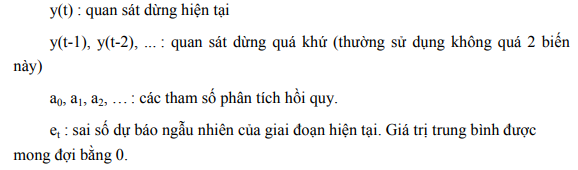 y(t) : quan sát dừng hiện tại
y(t-1), y(t-2), ... : quan sát dừng quá khứ (thường sử dụng không quá 2 biến
này)
a₀, a₁, a₂, … : các tham số phân tích hồi quy.
eₜ : sai số dự báo ngẫu nhiên của giai đoạn hiện tại. Giá trị trung bình được
mong đợi bằng 0.